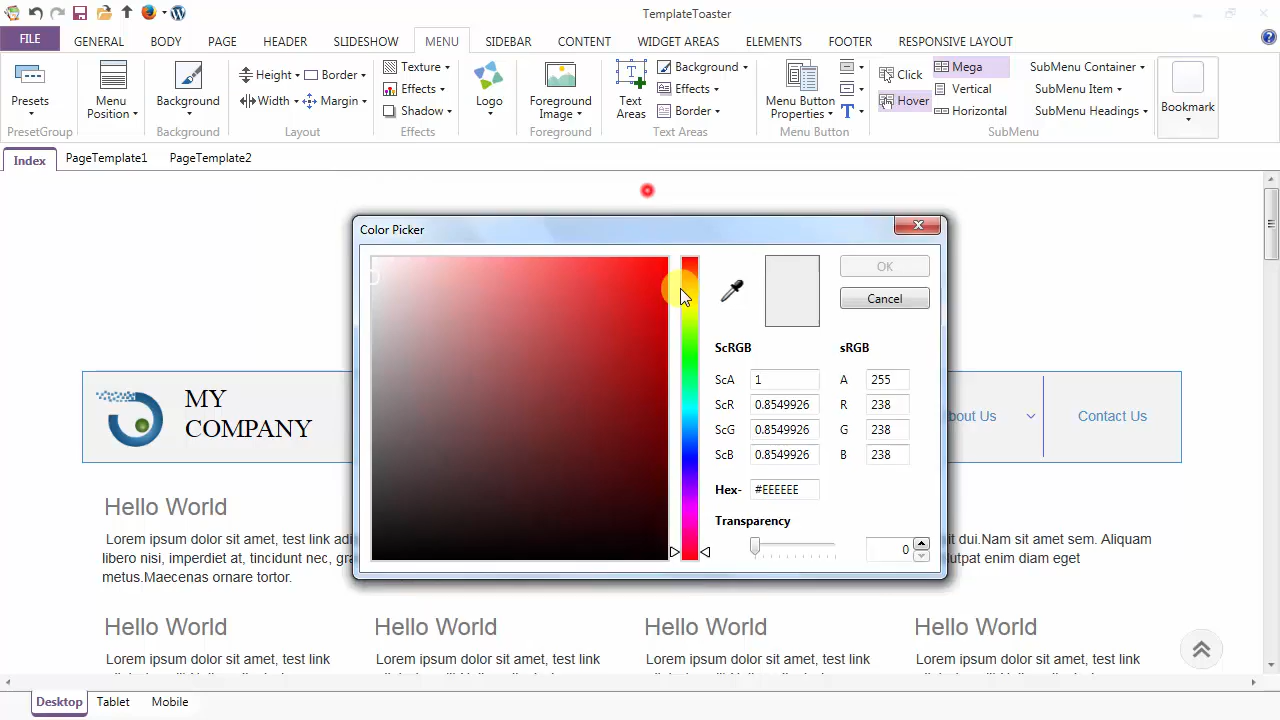 TemplateToaster
FILE GENERAL BODY PAGE HEADER SLIDESHOW MENU SIDEBAR CONTENT WIDGET AREAS ELEMENTS FOOTER RESPONSIVE LAYOUT
Presets
PresetGroup
Menu
Position
Background
Background
Height Border
Width Margin
Layout
Texture
Effects
Shadow
Effects
Logo
Foreground
Image
Foreground
Text
Areas
Background
Effects
Border
Text Areas
Menu Button
Properties
Menu Button
Click
Hover
Mega
Vertical
Horizontal
SubMenu Container
SubMenu Item
SubMenu Headings
SubMenu
Bookmark
Index PageTemplate1 PageTemplate2
Color Picker
OK
Cancel
ScRGB sRGB
ScA 1 A 255
ScR 0.8549926 R 238
ScG 0.8549926 G 238
ScB 0.8549926 B 238
Hex- #EEEEEE
Transparency
0
MY
COMPANY
bout Us
Contact Us
Hello World
Lorem ipsum dolor sit amet, test link adi
dui.Nam sit amet sem. Aliquam
libero nisi, imperdiet at, tincidunt nec, gra
enim dui eget
metus.Maecenas ornare tortor.
Hello World Hello World Hello World Hello World
Lorem ipsum dolor sit amet, test link Lorem ipsum dolor sit amet, test link Lorem ipsum dolor sit amet, test link Lorem ipsum dolor sit amet, test link
Desktop Tablet Mobile